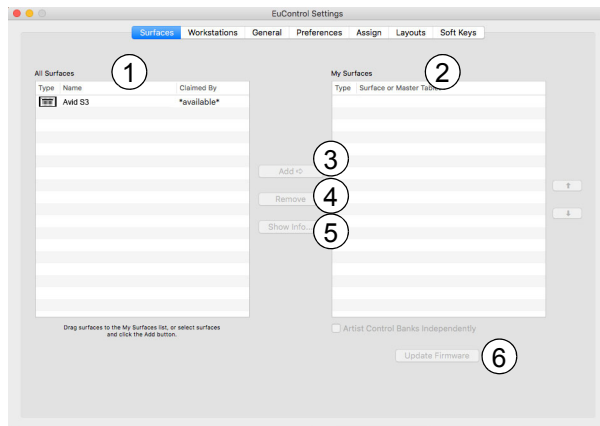 EuControl Settings
Surfaces Workstations General Preferences Assign Layouts Soft Keys
1
2
All Surfaces
My Surfaces
Type Name Claimed By
Type Surface or Master Tablet
Avid S3 *available*
3
Add
4
Remove
5
Show Info...
Drag surfaces to the My Surfaces list, or select surfaces
and click the Add button.
Artist Control Banks Independently
Update Firmware
6